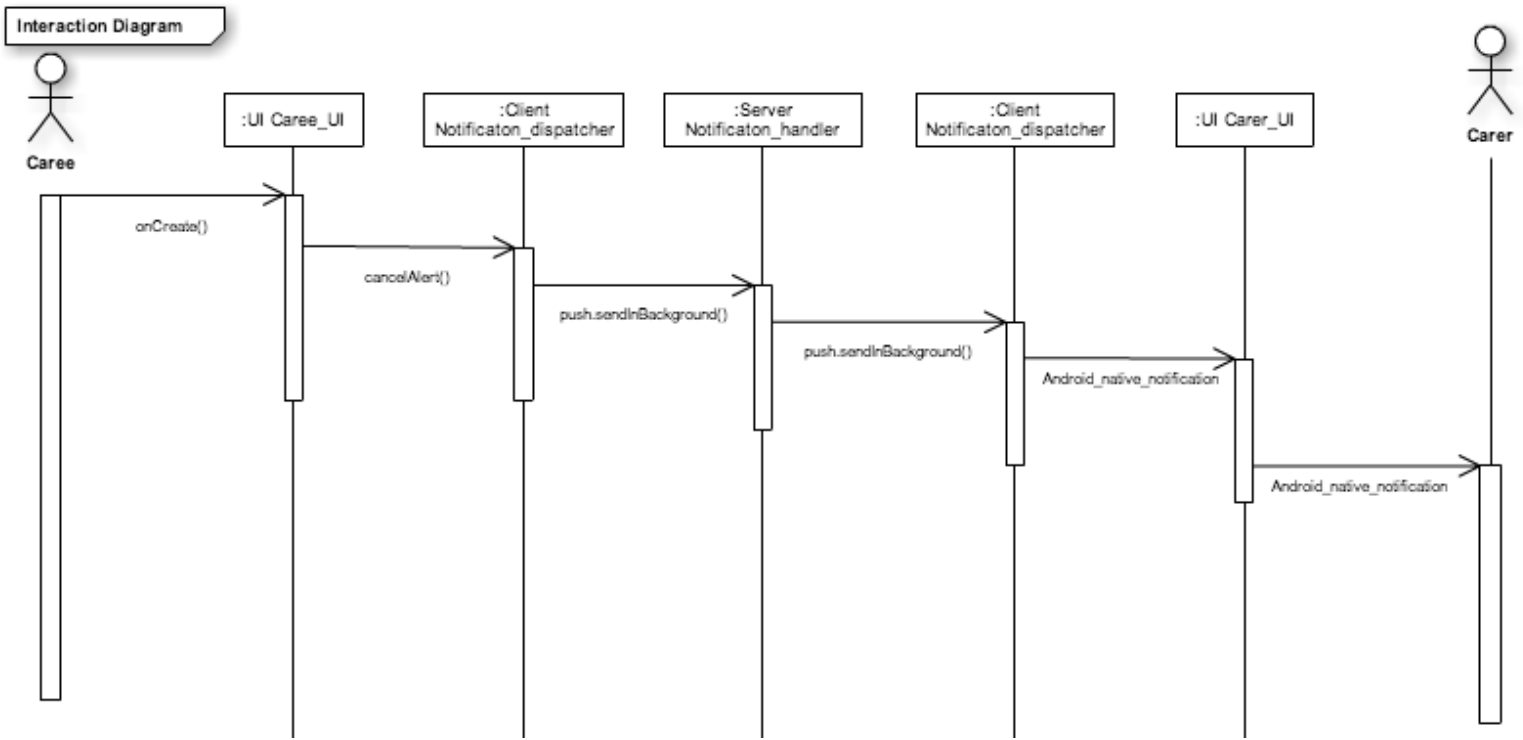 Interaction Diagram
Caree
:UI Caree_UI
:Client
Notificaton_dispatcher
:Server
Notificaton_handler
:Client
Notificaton_dispatcher
:UI Carer_UI
Carer
onCreate()
cancelAlert()
push.sendInBackground()
push.sendInBackground()
Android_native_notification
Android_native_notification